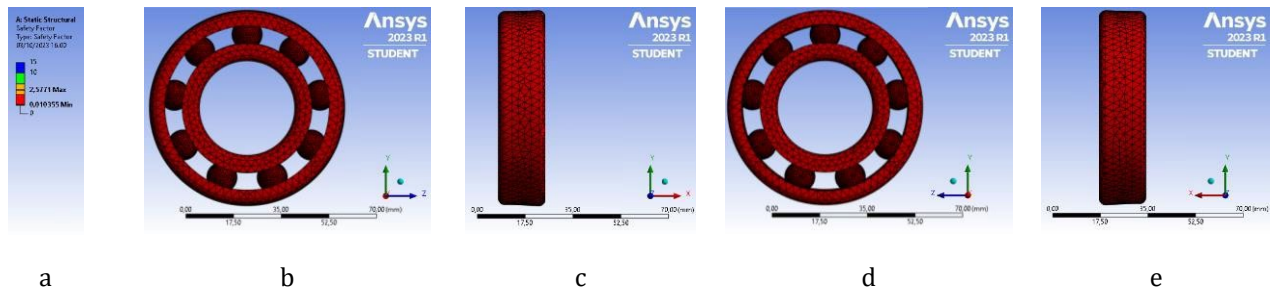 A: Static Structural
Safety Factor
Type: Safety Factor
15
10
2,5771 Max
0,010355 Min
0
Ansys
2023 R1
STUDENT
Y
Z
0,00
35,00
70,00 (mm)
17,50
52,50
Ansys
2023 R1
STUDENT
Y
Z
X
0,00
35,00
70,00 (mm)
17,50
52,50
Ansys
2023 R1
STUDENT
Y
Z
X
0,00
35,00
70,00 (mm)
17,50
52,50
Ansys
2023 R1
STUDENT
Y
X
Z
0,00
35,00
70,00 (mm)
17,50
52,50
a
b
c
d
e